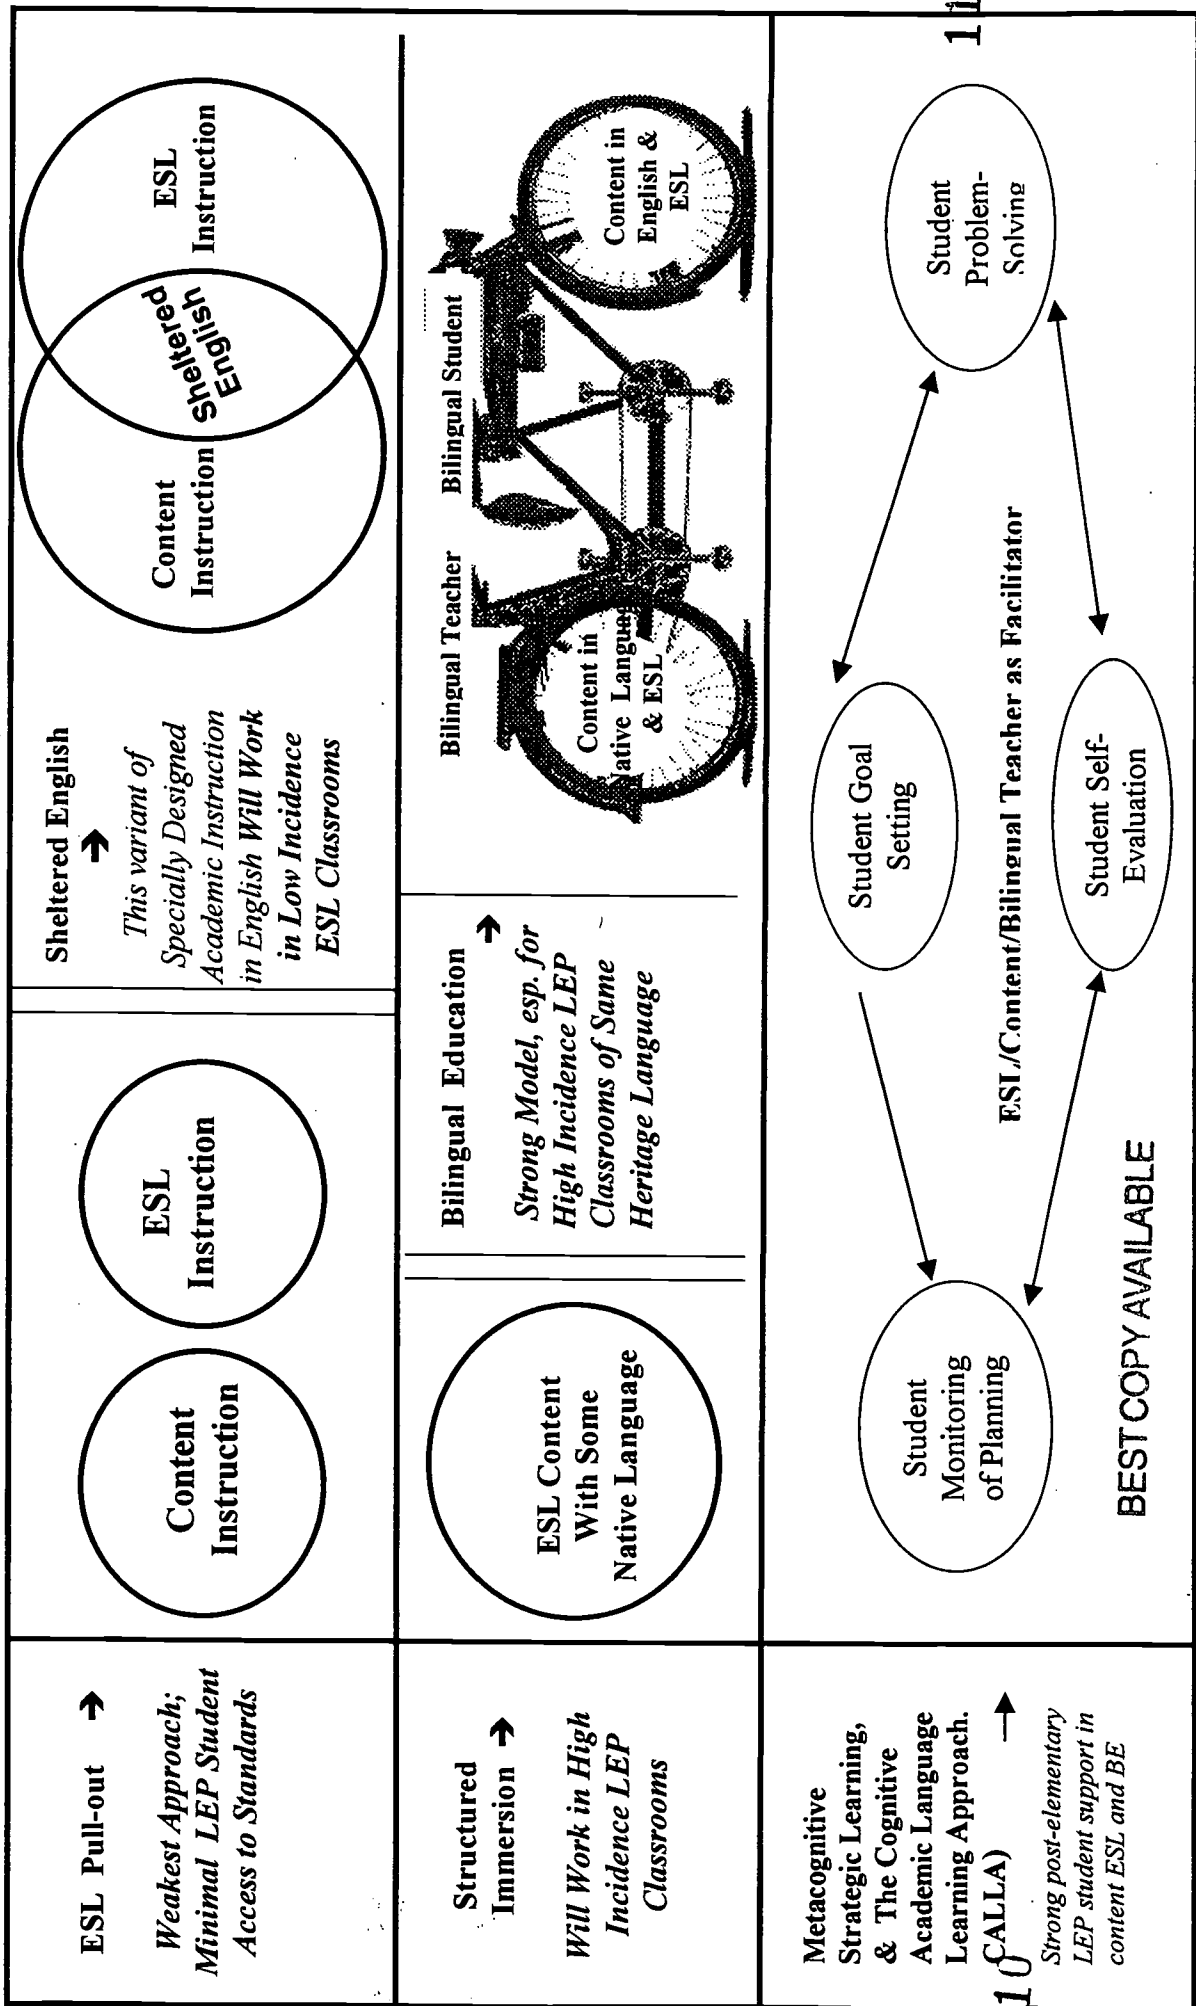 ESL Pull-out →
Weakest Approach;
Minimal LEP Student
Access to Standards
Content
Instruction
ESL
Instruction
Sheltered English
→
This variant of
Specially Designed
Academic Instruction
in English Will Work
in Low Incidence
ESL Classrooms
Content
Instruction
Sheltered
English
ESL
Instruction
Structured
Immersion →
Will Work in High
Incidence LEP
Classrooms
ESL Content
With Some
Native Language
Bilingual Education
→
Strong Model, esp. for
High Incidence LEP
Classrooms of Same
Heritage Language
Bilingual Teacher
Bilingual Student
Content in
Native Language
& ESL
Content in
English &
ESL
Metacognitive
Strategic Learning,
& The Cognitive
Academic Language
Learning Approach.
CALLA) →
Strong post-elementary
LEP student support in
content ESL and BE
Student
Monitoring
of Planning
Student Goal
Setting
Student Problem-
Solving
ESL/Content/Bilingual Teacher as Facilitator
Student Self-
Evaluation
BEST COPY AVAILABLE
10